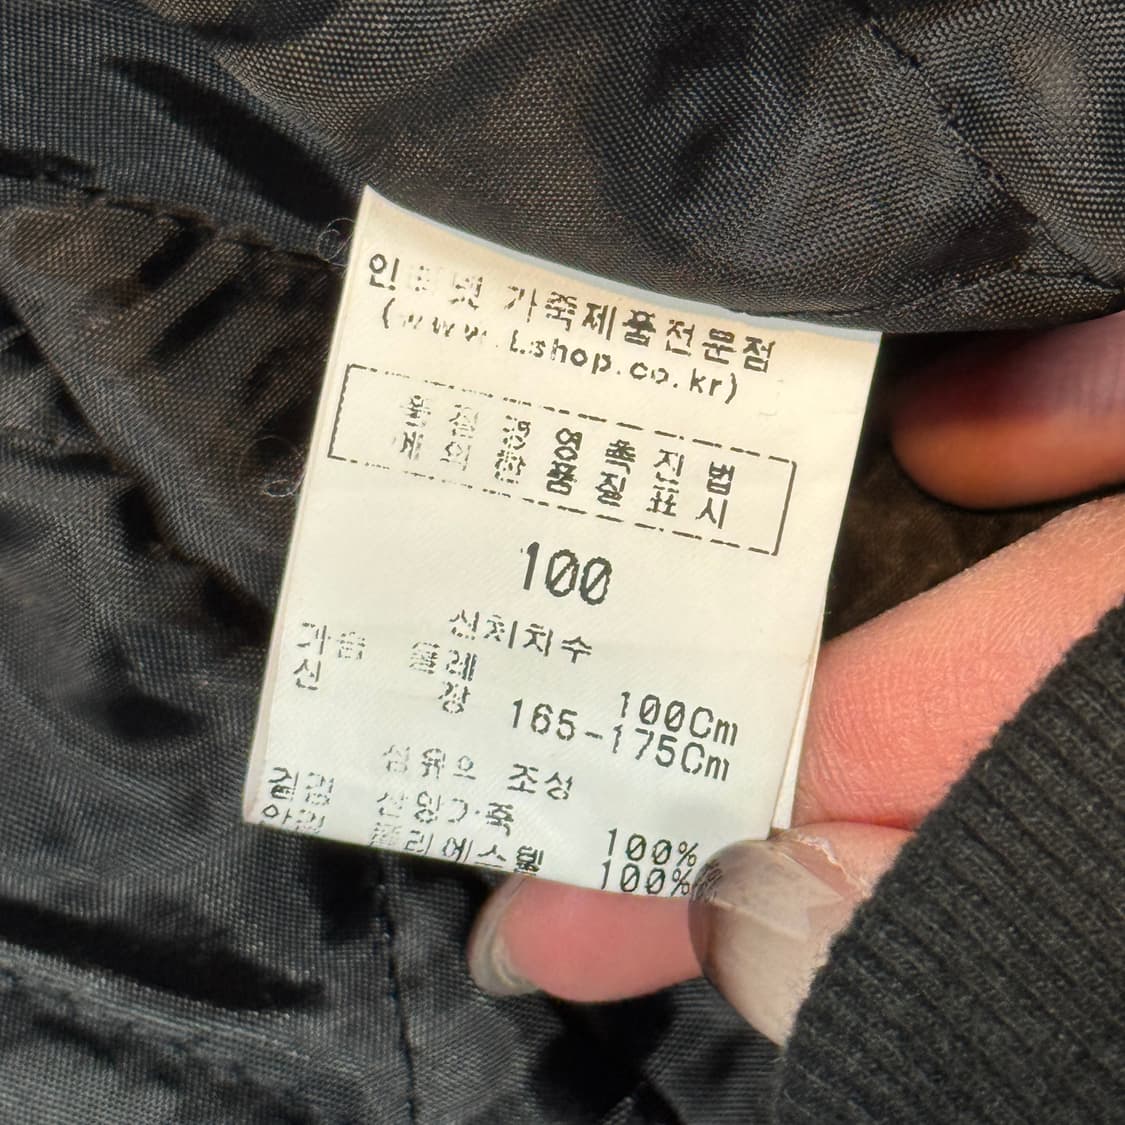 인터넷 가죽제품전문점
(www.Lshop.co.kr)
품질경영촉진법
에 의한 품질표시
100
신체치수
가슴 둘레 100Cm
신 장 165-175Cm
섬유의 조성
겉감 산양가죽 100%
안감 폴리에스텔 100%